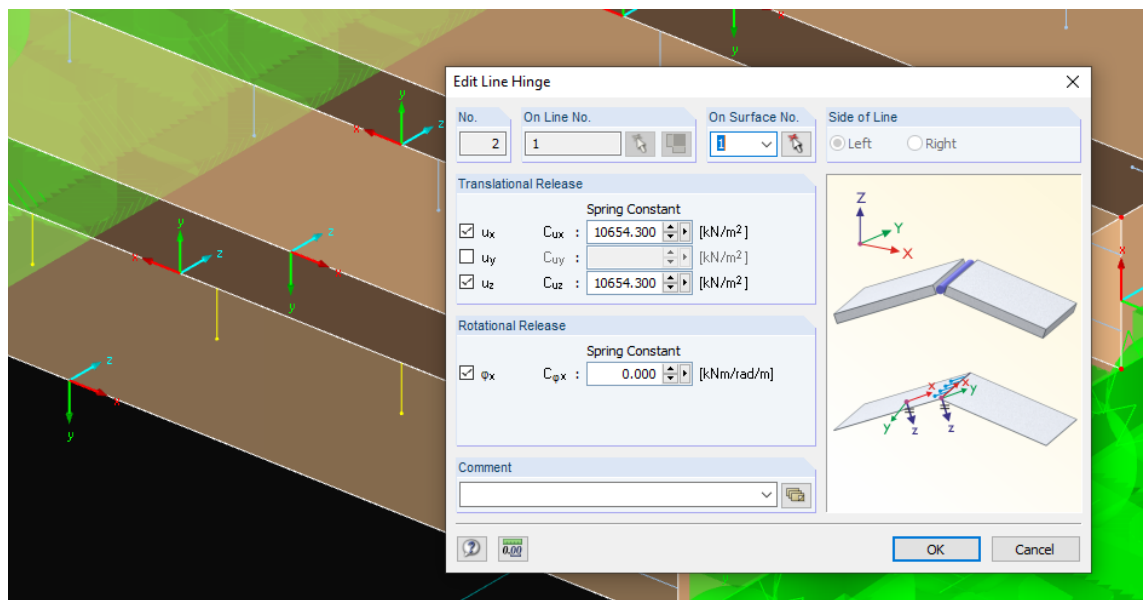 Edit Line Hinge
No. On Line No. On Surface No. Side of Line
2 1 1 Left Right
Translational Release
Spring Constant
ux Cux : 10654.300 [kN/m²]
uy Cuy : [kN/m²]
uz Cuz : 10654.300 [kN/m²]
Rotational Release
Spring Constant
φx Cφx : 0.000 [kNm/rad/m]
Comment
0.00
OK Cancel
Z
Y
X
x x
y y
z z
y
x z
y
z
x
z
x
y
z
x
y
y
x